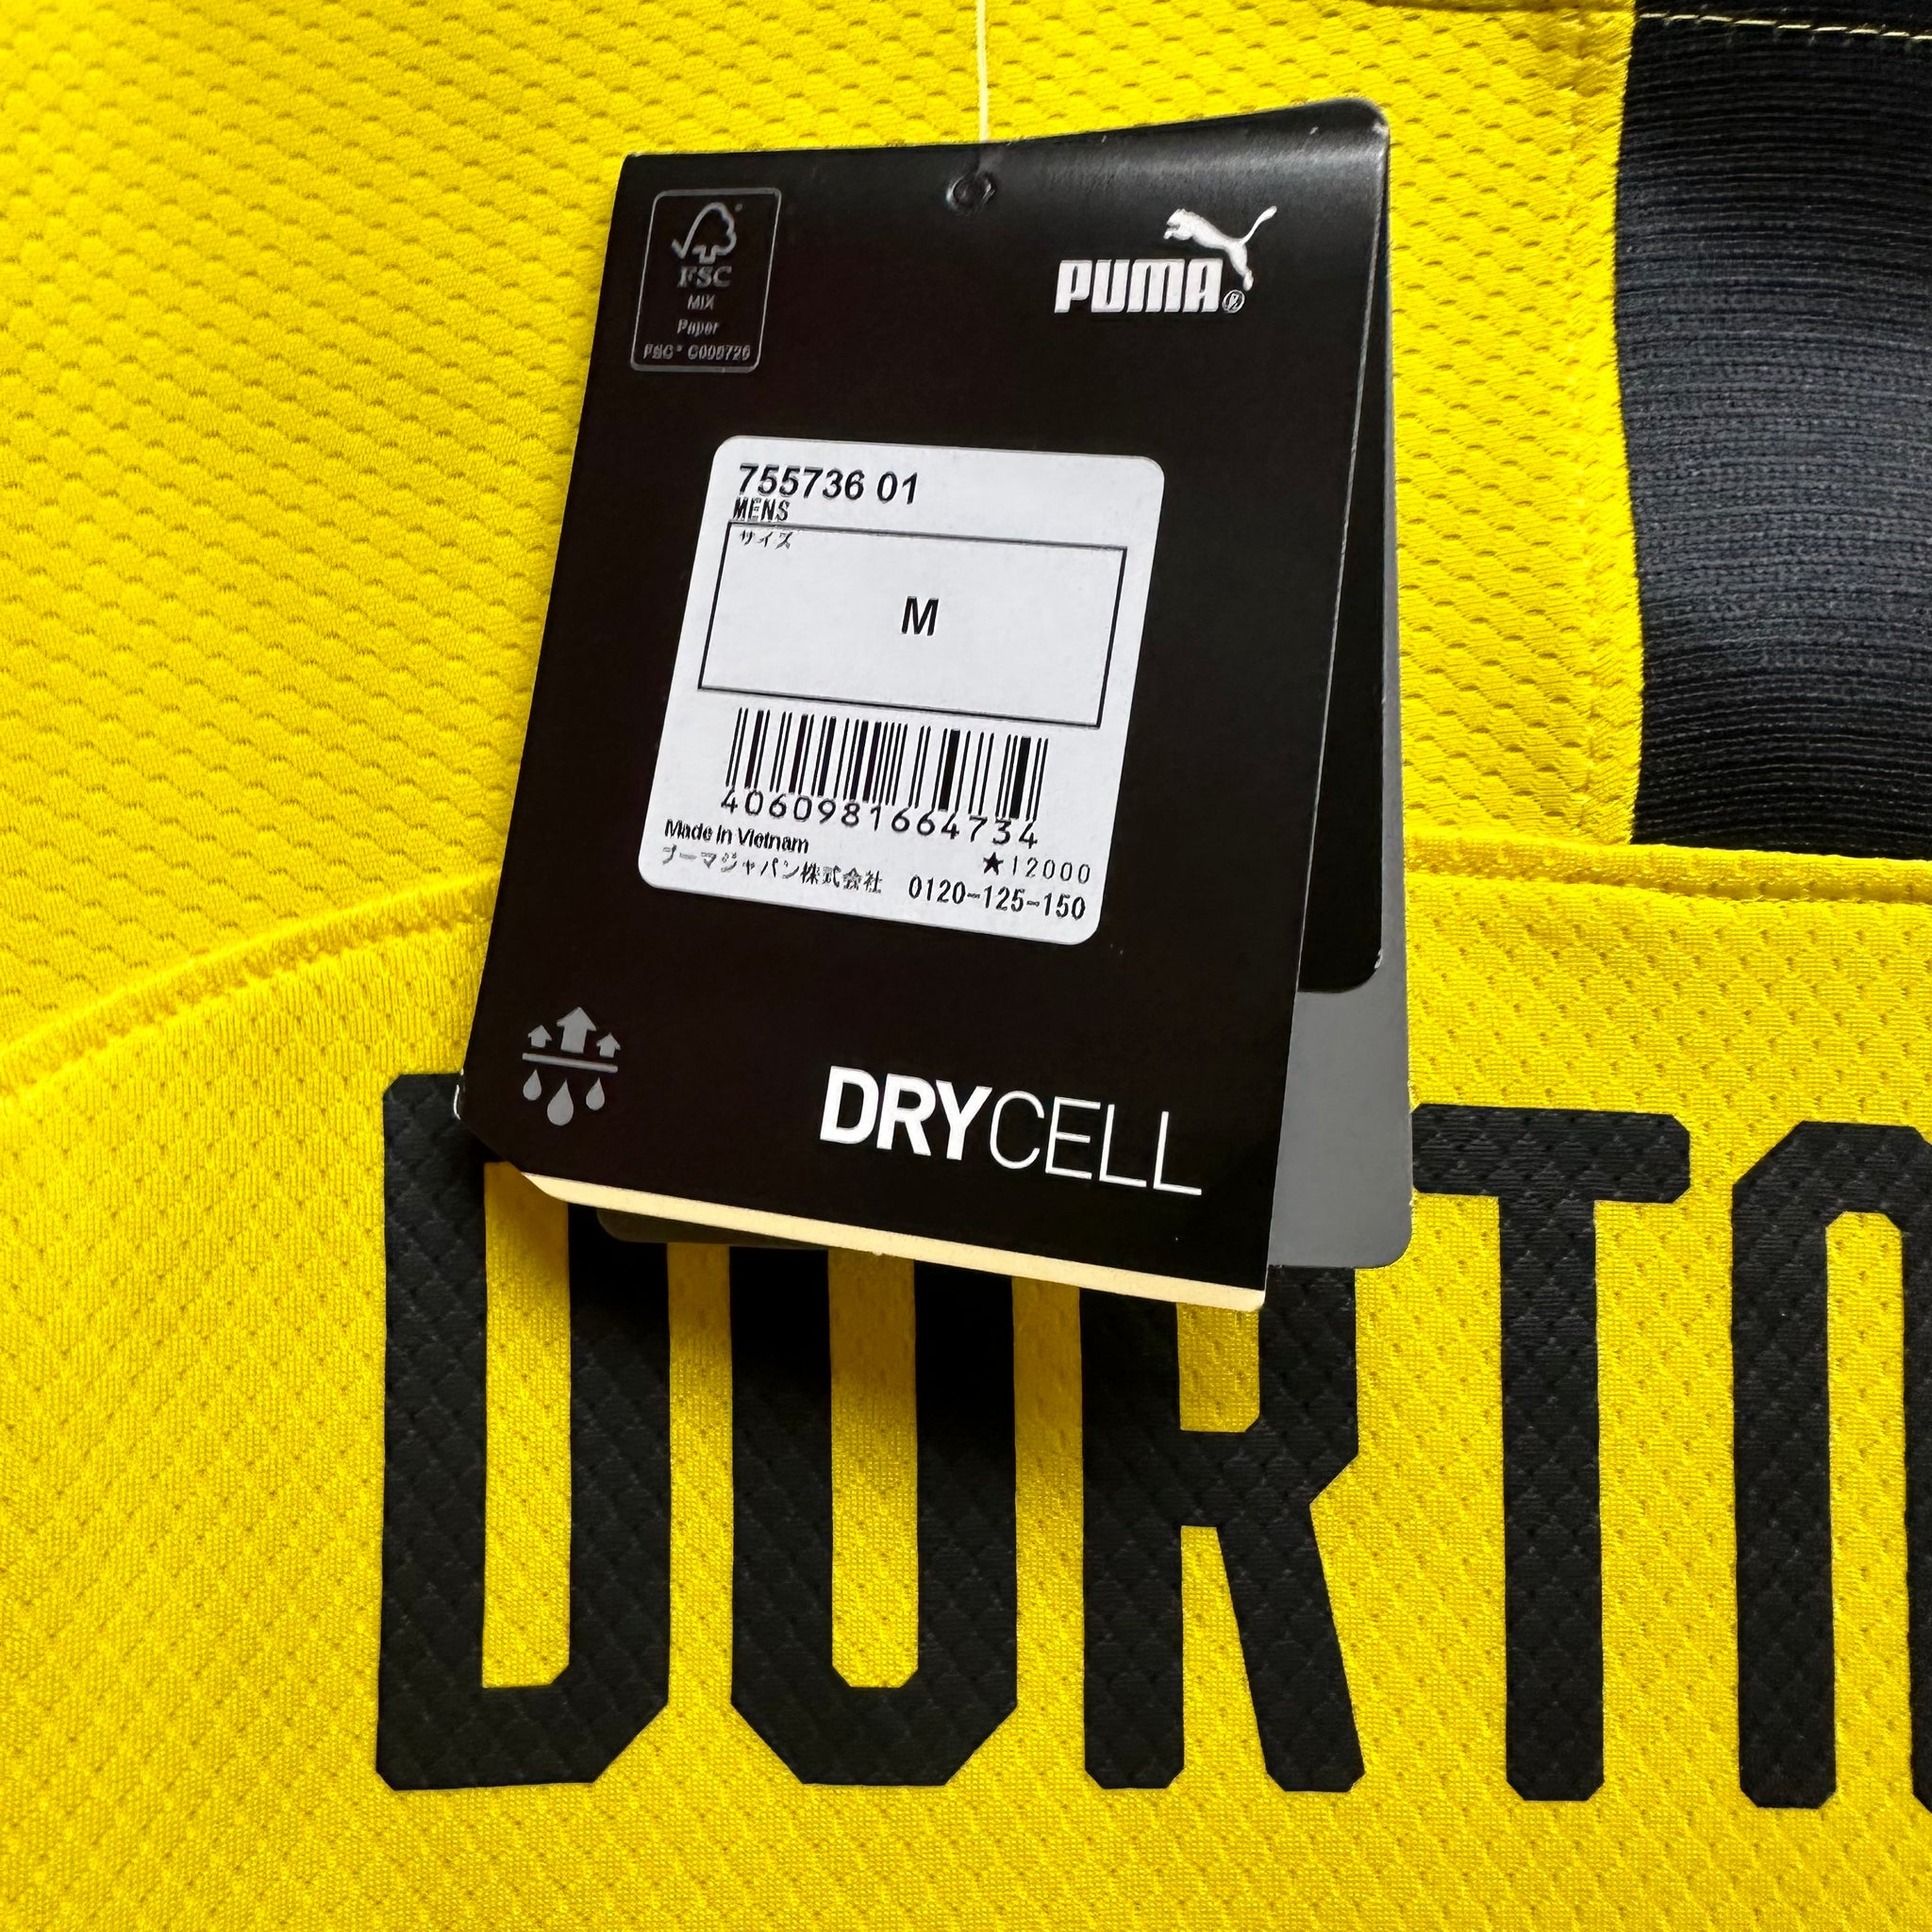 FSC
MIX
Paper
FSC® C005725
PUMA®
755736 01
MENS
サイズ
M
4060981664734
Made in Vietnam
★12000
プーマジャパン株式会社 0120-125-150
DRYCELL
DORTM